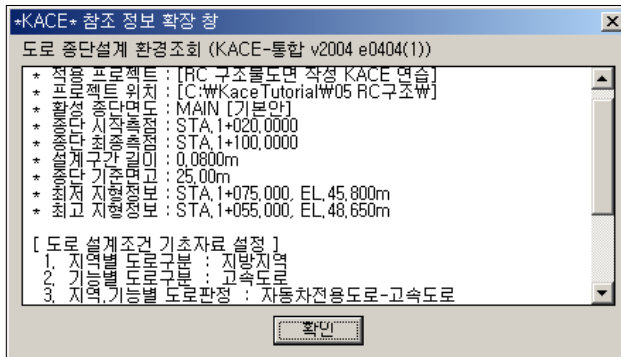 *KACE* 참조 정보 확장 창
도로 종단설계 환경조회 (KACE-통합 v2004 e0404(1))
* 적용 프로젝트 : [RC 구조물도면 작성 KACE 연습]
* 프로젝트 위치 : [C:₩KaceTutorial₩05 RC구조₩]
* 활성 종단면도 : MAIN [기본안]
* 종단 시작측점 : STA.1+020.0000
* 종단 최종측점 : STA.1+100.0000
* 설계구간 길이 : 0.0800m
* 종단 기준면고 : 25.00m
* 최저 지형정보 : STA.1+075.000, EL.45.800m
* 최고 지형정보 : STA.1+055.000, EL.48.650m
[ 도로 설계조건 기초자료 설정 ]
1. 지역별 도로구분 : 지방지역
2. 기능별 도로구분 : 고속도로
3. 지역,기능별 도로판정 : 자동차전용도로-고속도로
확인